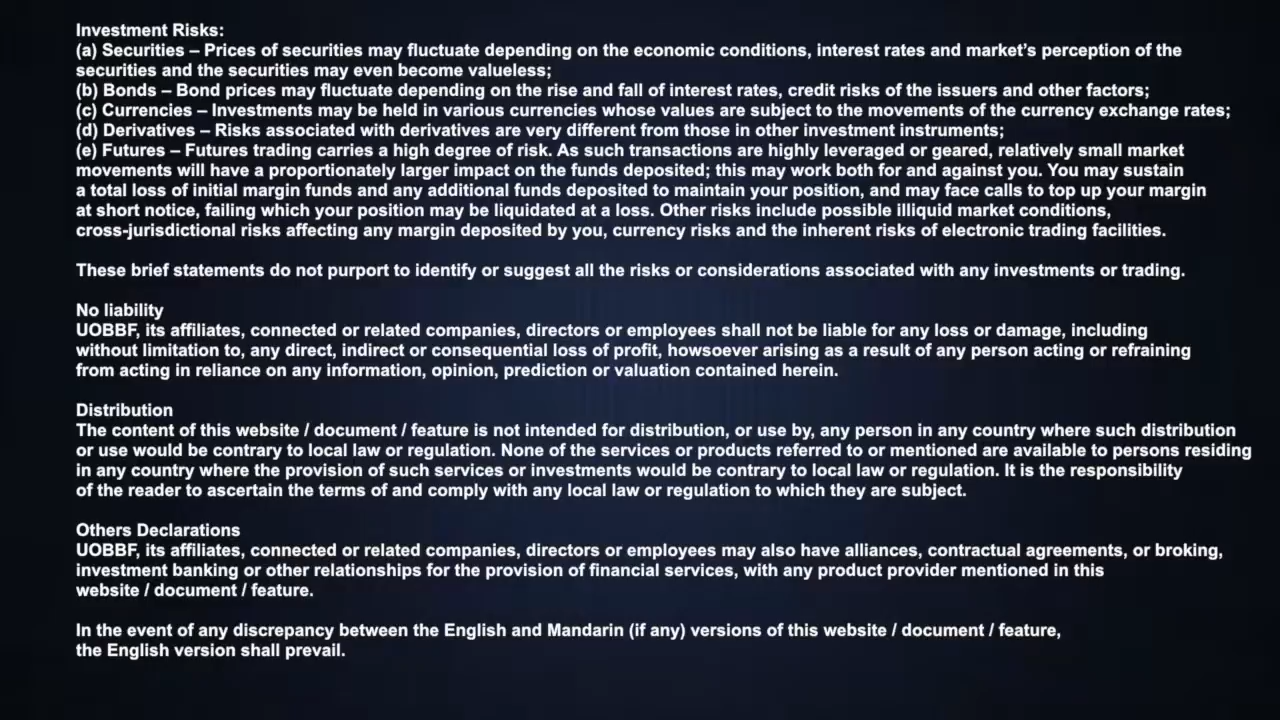 Investment Risks:
(a) Securities – Prices of securities may fluctuate depending on the economic conditions, interest rates and market’s perception of the
securities and the securities may even become valueless;
(b) Bonds – Bond prices may fluctuate depending on the rise and fall of interest rates, credit risks of the issuers and other factors;
(c) Currencies – Investments may be held in various currencies whose values are subject to the movements of the currency exchange rates;
(d) Derivatives – Risks associated with derivatives are very different from those in other investment instruments;
(e) Futures – Futures trading carries a high degree of risk. As such transactions are highly leveraged or geared, relatively small market
movements will have a proportionately larger impact on the funds deposited; this may work both for and against you. You may sustain
a total loss of initial margin funds and any additional funds deposited to maintain your position, and may face calls to top up your margin
at short notice, failing which your position may be liquidated at a loss. Other risks include possible illiquid market conditions,
cross-jurisdictional risks affecting any margin deposited by you, currency risks and the inherent risks of electronic trading facilities.
These brief statements do not purport to identify or suggest all the risks or considerations associated with any investments or trading.
No liability
UOBBF, its affiliates, connected or related companies, directors or employees shall not be liable for any loss or damage, including
without limitation to, any direct, indirect or consequential loss of profit, howsoever arising as a result of any person acting or refraining
from acting in reliance on any information, opinion, prediction or valuation contained herein.
Distribution
The content of this website / document / feature is not intended for distribution, or use by, any person in any country where such distribution
or use would be contrary to local law or regulation. None of the services or products referred to or mentioned are available to persons residing
in any country where the provision of such services or investments would be contrary to local law or regulation. It is the responsibility
of the reader to ascertain the terms of and comply with any local law or regulation to which they are subject.
Others Declarations
UOBBF, its affiliates, connected or related companies, directors or employees may also have alliances, contractual agreements, or broking,
investment banking or other relationships for the provision of financial services, with any product provider mentioned in this
website / document / feature.
In the event of any discrepancy between the English and Mandarin (if any) versions of this website / document / feature,
the English version shall prevail.